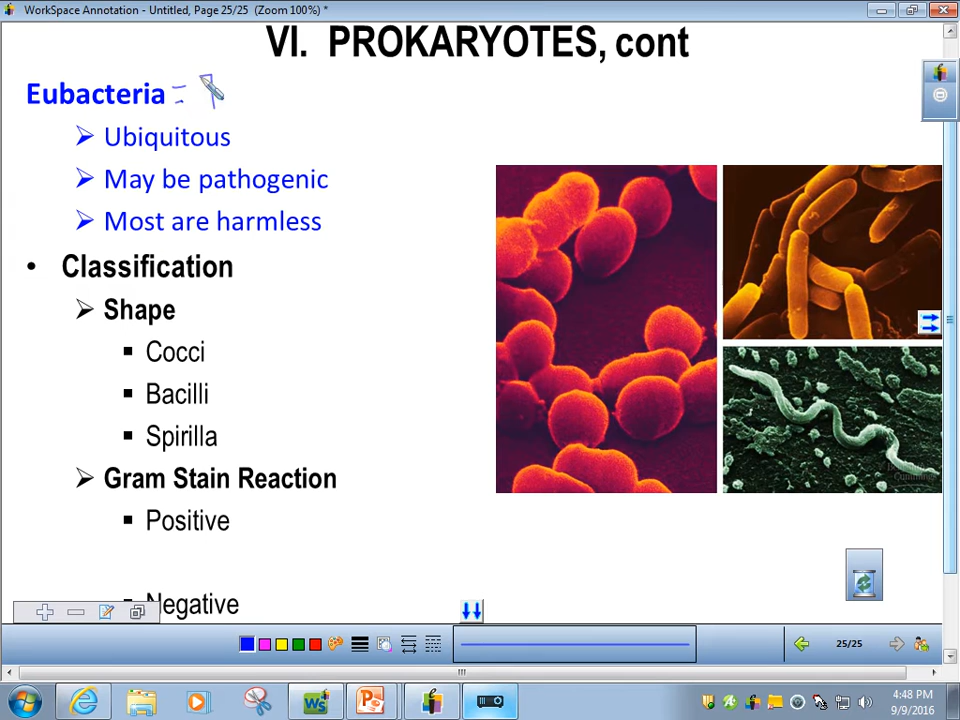 WorkSpace Annotation - Untitled, Page 25/25 (Zoom 100%) *
VI. PROKARYOTES, cont
Eubacteria =
➢ Ubiquitous
➢ May be pathogenic
➢ Most are harmless
• Classification
➢ Shape
▪ Cocci
▪ Bacilli
▪ Spirilla
➢ Gram Stain Reaction
▪ Positive
▪ Negative
25/25
4:48 PM
9/9/2016